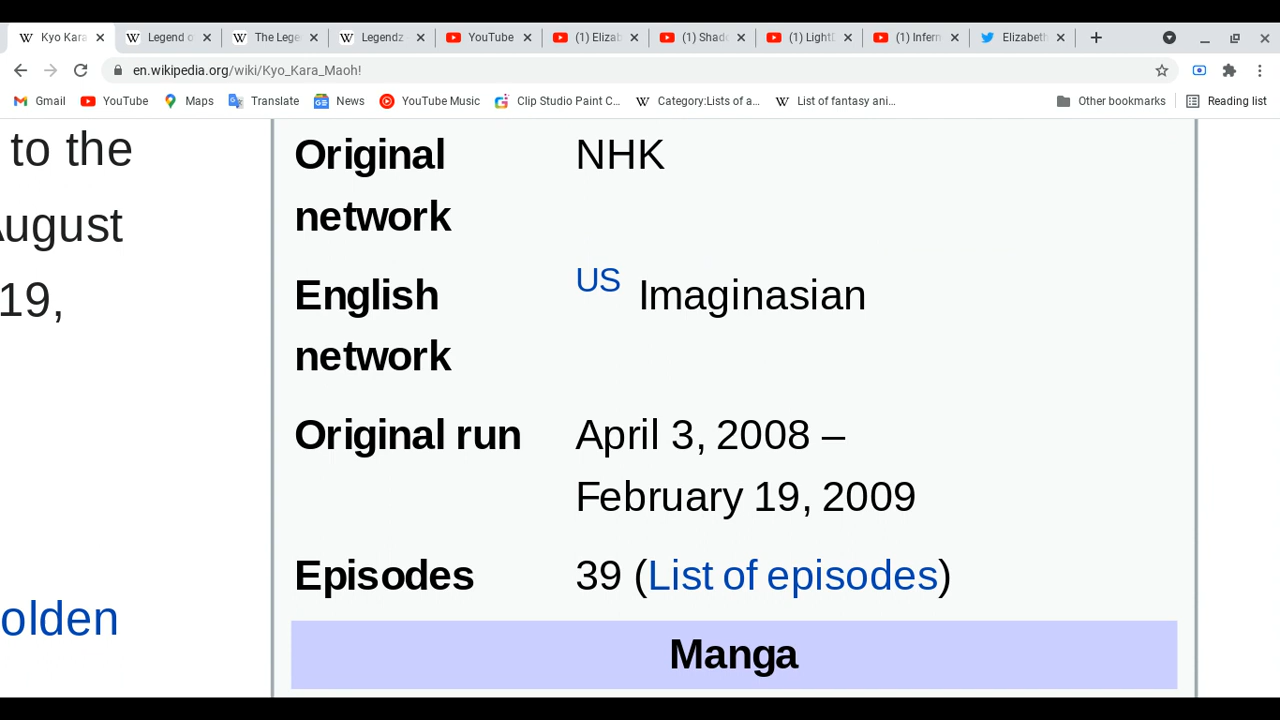 Kyo Kara
Legend o
The Lege
Legendz
YouTube
(1) Elizab
(1) Shad
(1) Light
(1) Infern
Elizabeth
en.wikipedia.org/wiki/Kyo_Kara_Maoh!
Gmail
YouTube
Maps
Translate
News
YouTube Music
Clip Studio Paint C...
Category:Lists of a...
List of fantasy ani...
Other bookmarks
Reading list
to the
August
19,
olden
Original NHK
network
English US Imaginasian
network
Original run April 3, 2008 –
February 19, 2009
Episodes 39 (List of episodes)
Manga